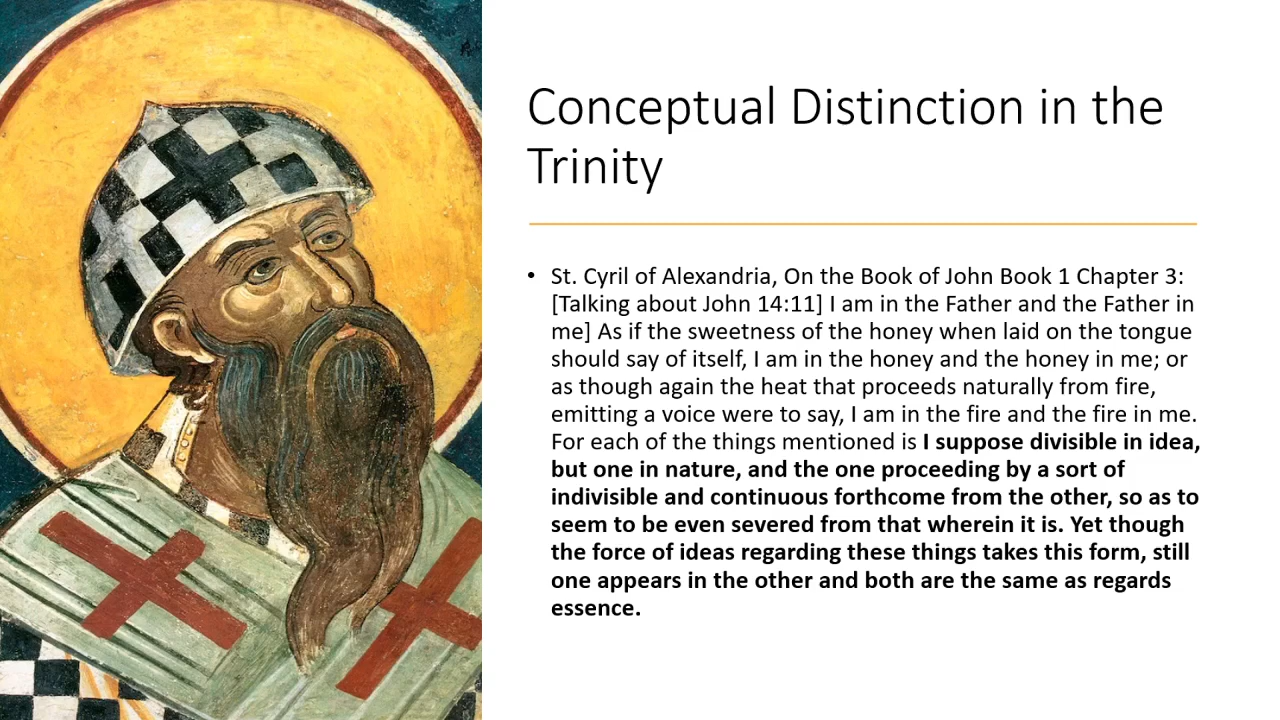 Conceptual Distinction in the
Trinity
• St. Cyril of Alexandria, On the Book of John Book 1 Chapter 3:
[Talking about John 14:11] I am in the Father and the Father in
me] As if the sweetness of the honey when laid on the tongue
should say of itself, I am in the honey and the honey in me; or
as though again the heat that proceeds naturally from fire,
emitting a voice were to say, I am in the fire and the fire in me.
For each of the things mentioned is I suppose divisible in idea,
but one in nature, and the one proceeding by a sort of
indivisible and continuous forthcome from the other, so as to
seem to be even severed from that wherein it is. Yet though
the force of ideas regarding these things takes this form, still
one appears in the other and both are the same as regards
essence.